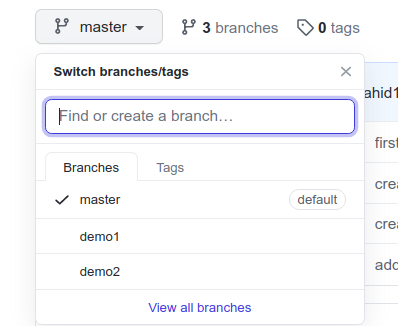 master 3 branches 0 tags
Switch branches/tags
Find or create a branch…
ahid1
Branches Tags
first
master default
crea
demo1
crea
demo2
add
View all branches